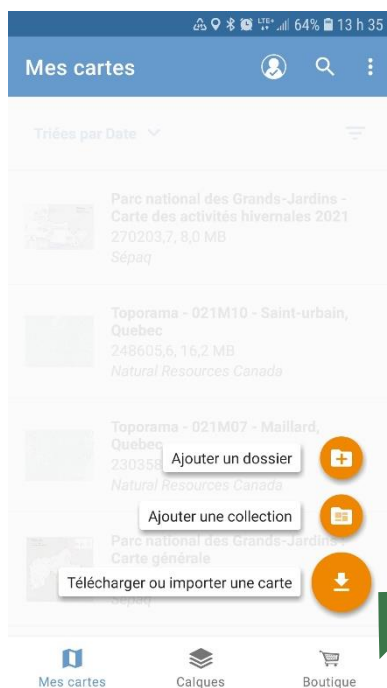 LTE+ 64% 13 h 35
Mes cartes
Triées par Date
Parc national des Grands-Jardins -
Carte des activités hivernales 2021
270203,7, 8,0 MB
Sépaq
Toporama - 021M10 - Saint-urbain,
Quebec
248605,6, 16,2 MB
Natural Resources Canada
Toporama - 021M07 - Maillard,
Quebec
230358
Ajouter un dossier
Natural Resources Canada
Ajouter une collection
Parc national des Grands-Jardins -
Carte générale
Télécharger ou importer une carte
Sépaq
Mes cartes
Calques
Boutique